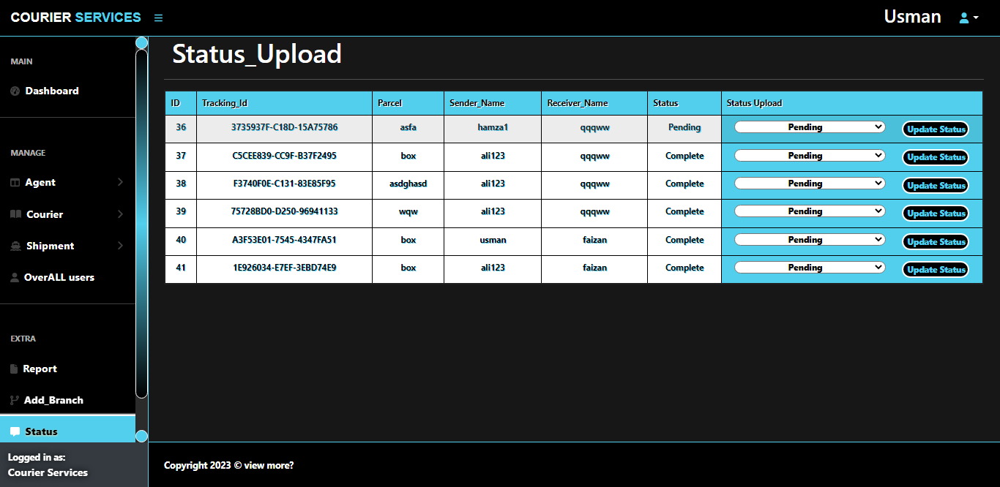 COURIER SERVICES
Usman
MAIN
Dashboard
MANAGE
Agent
Courier
Shipment
OverALL users
EXTRA
Report
Add_Branch
Status
Logged in as:
Courier Services
Status_Upload
ID Tracking_Id Parcel Sender_Name Receiver_Name Status Status Upload
36 3735937F-C18D-15A75786 asfa hamza1 qqqww Pending Pending Update Status
37 C5CEE839-CC9F-B37F2495 box ali123 qqqww Complete Pending Update Status
38 F3740F0E-C131-83E85F95 asdghasd ali123 qqqww Complete Pending Update Status
39 75728BD0-D250-96941133 wqw ali123 qqqww Complete Pending Update Status
40 A3F53E01-7545-4347FA51 box usman faizan Complete Pending Update Status
41 1E926034-E7EF-3EBD74E9 box ali123 faizan Complete Pending Update Status
Copyright 2023 © view more?